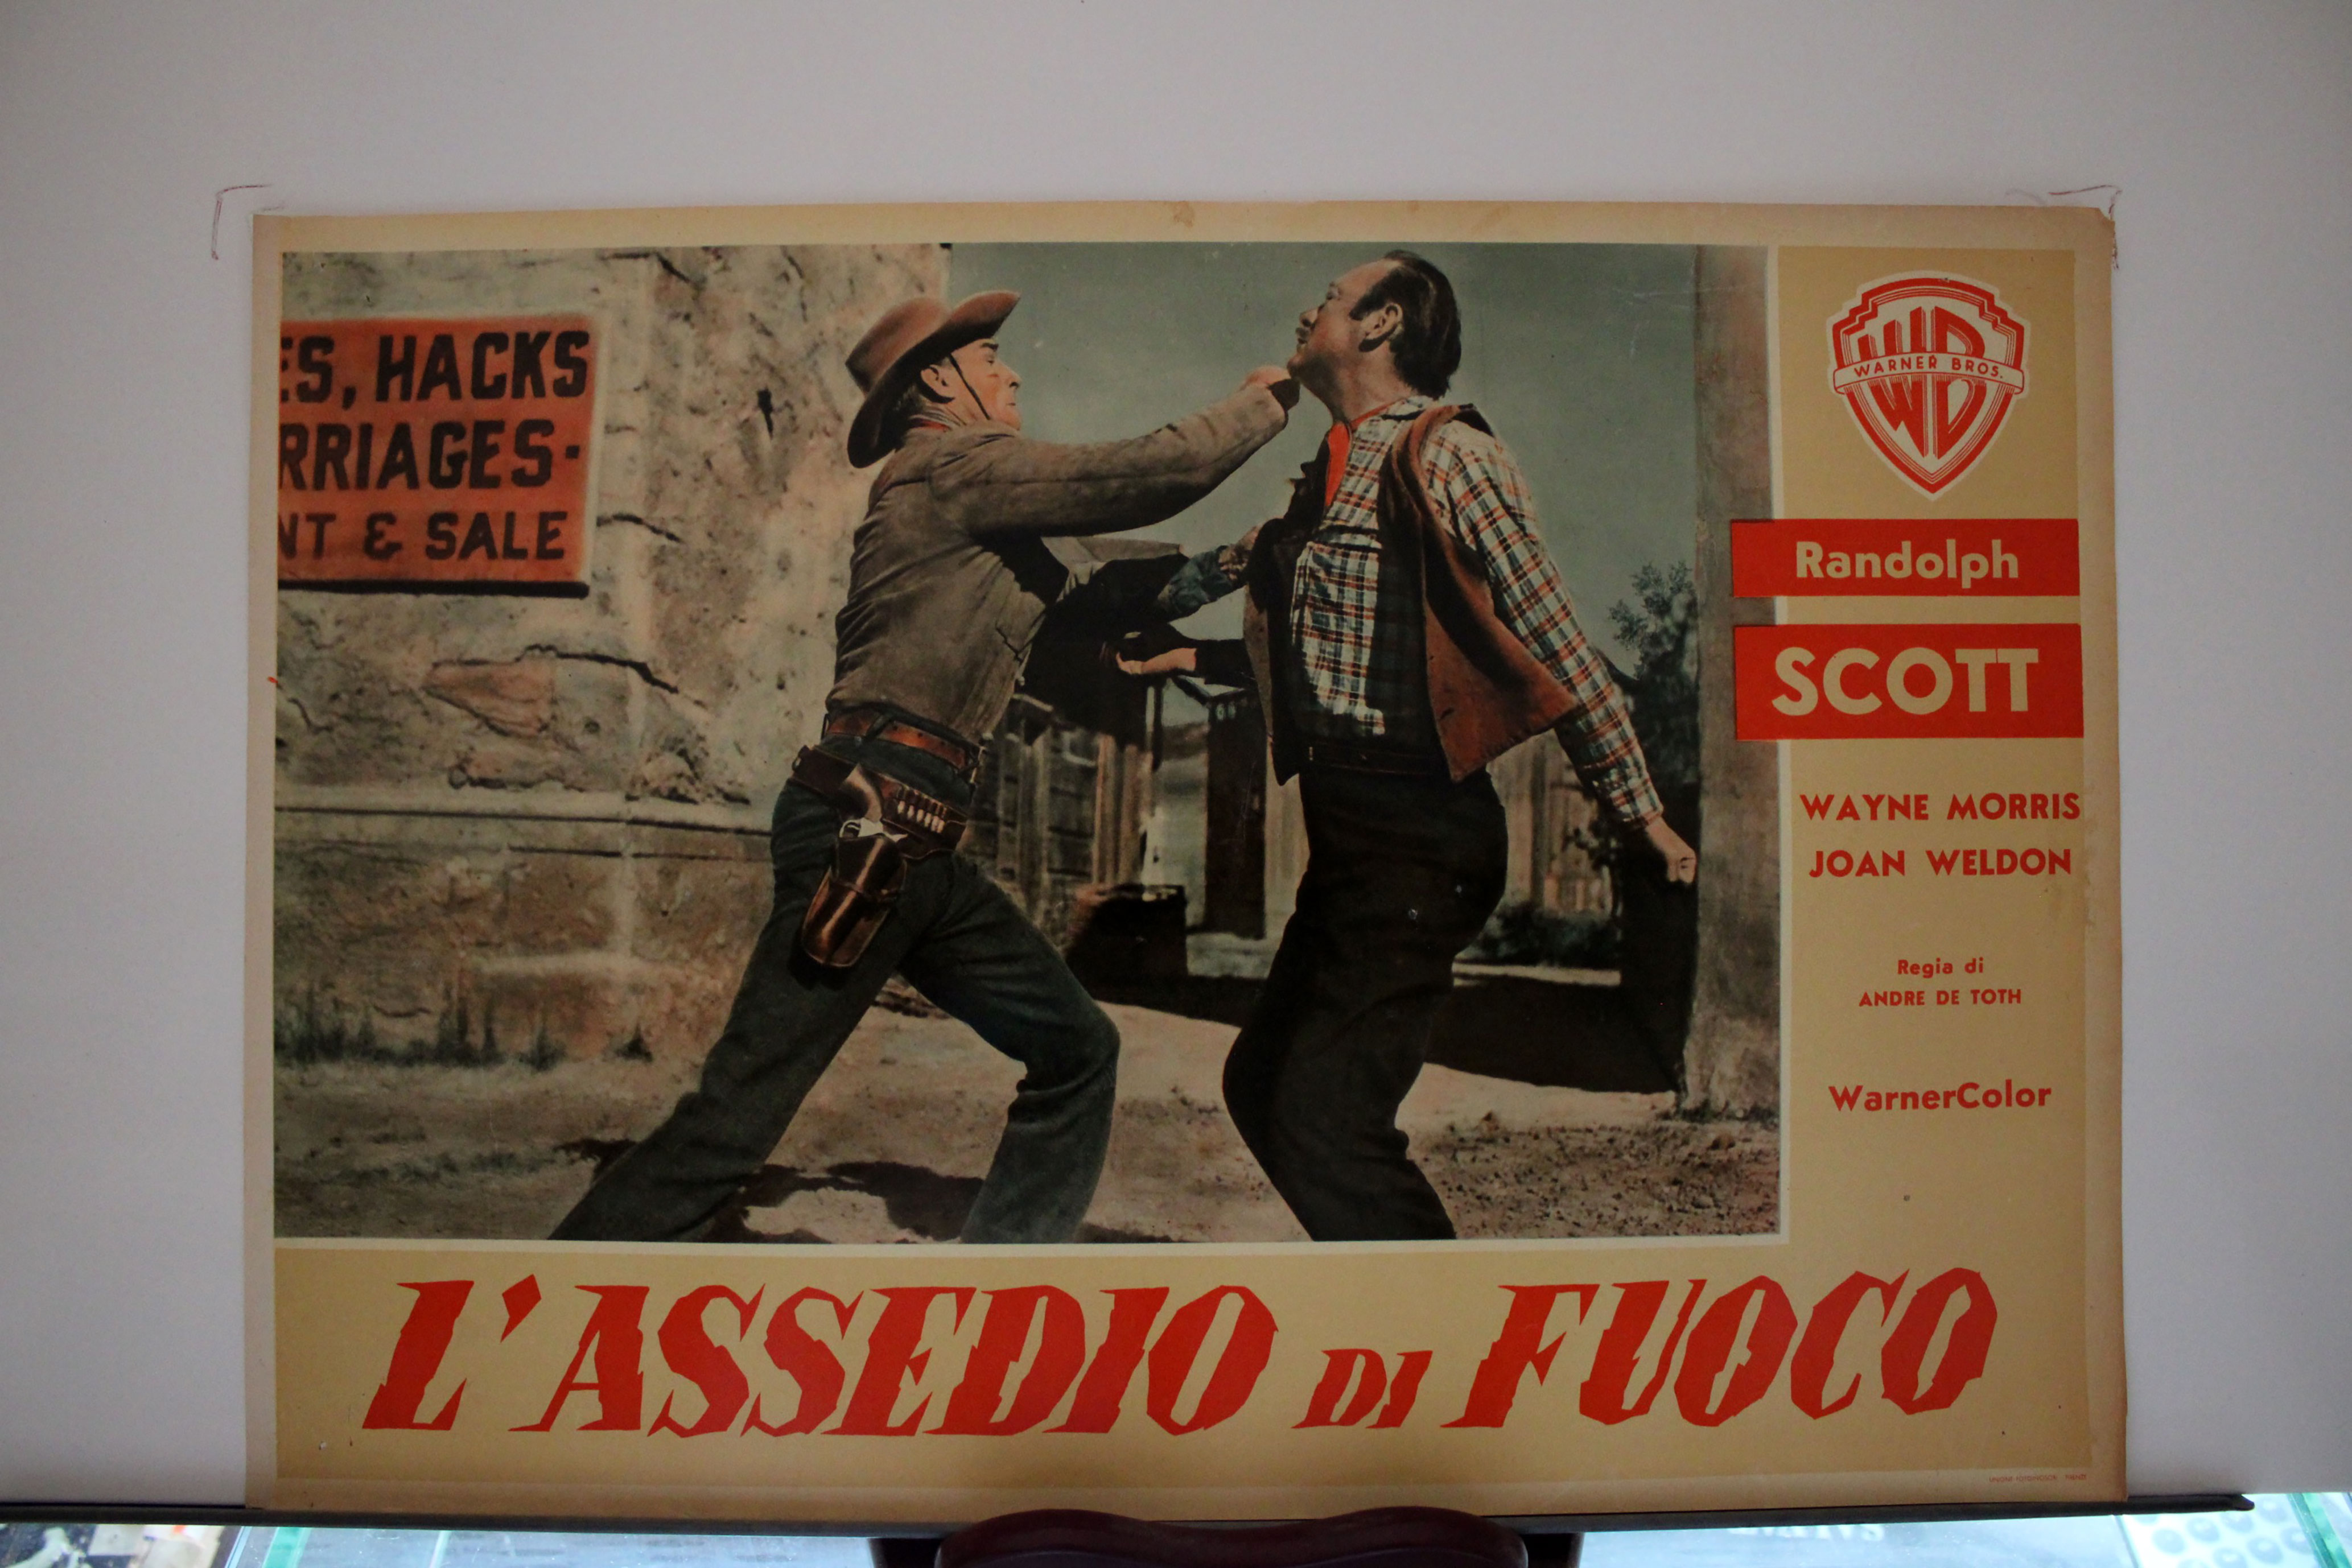 ES, HACKS
RRIAGES-
NT & SALE
WARNER BROS.
Randolph
SCOTT
WAYNE MORRIS
JOAN WELDON
Regia di
ANDRE DE TOTH
WarnerColor
L'ASSEDIO DI FUOCO